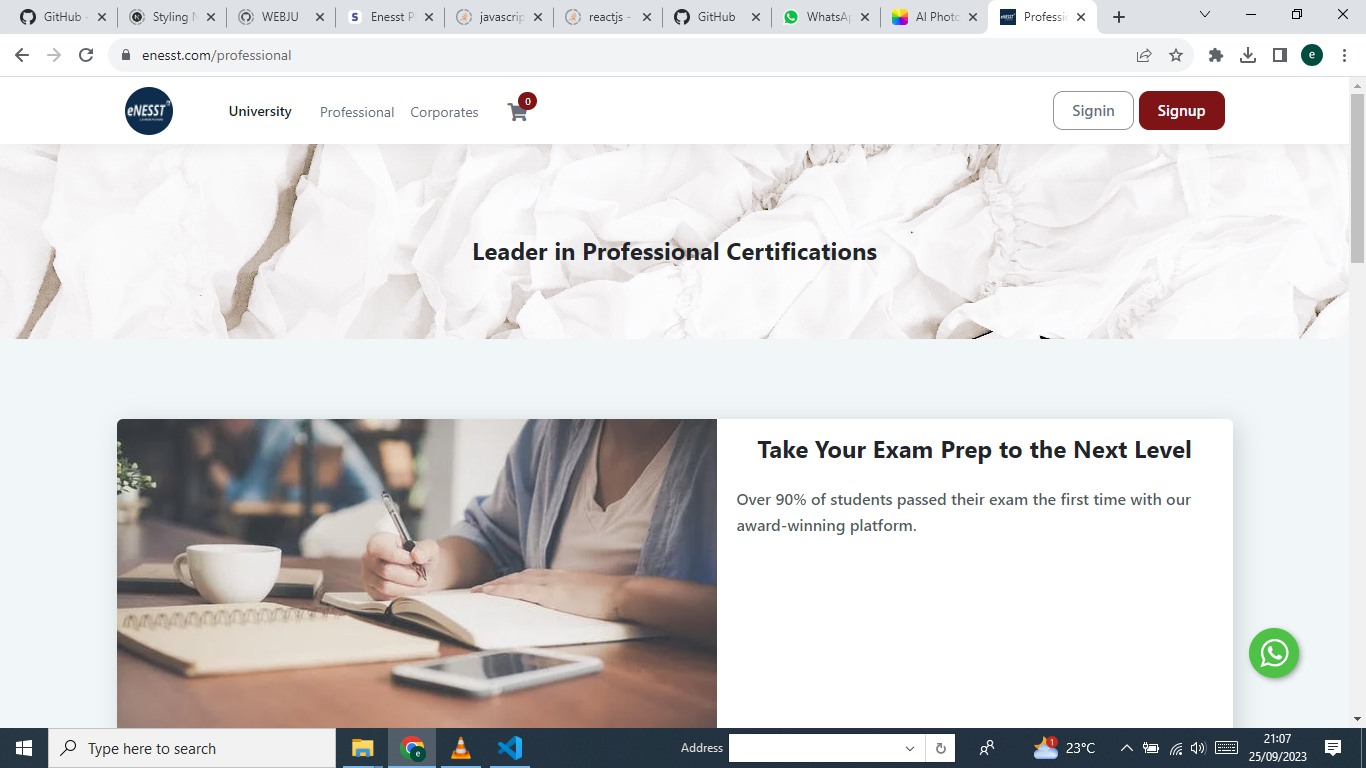 GitHub -
Styling N
WEBJU
Enesst P
javascrip
reactjs -
GitHub
WhatsAp
AI Photo
Professio
enesst.com/professional
e
eNESST
University
Professional
Corporates
0
Signin
Signup
Leader in Professional Certifications
Take Your Exam Prep to the Next Level
Over 90% of students passed their exam the first time with our
award-winning platform.
Type here to search
Address
1
23°C
21:07
25/09/2023